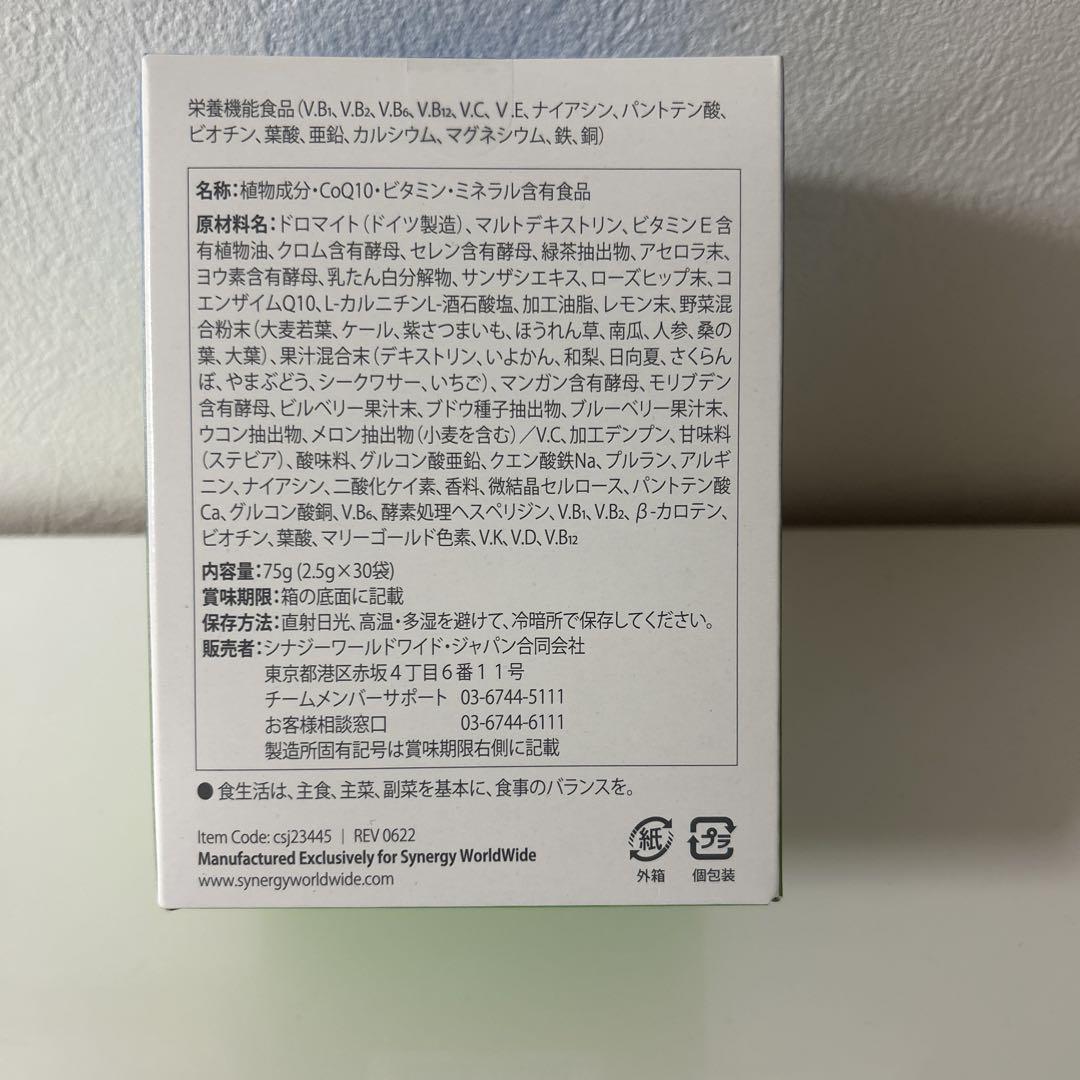 栄養機能食品(V.B1、V.B2、V.B6、V.B12、V.C、V.E、ナイアシン、パントテン酸、
ビオチン、葉酸、亜鉛、カルシウム、マグネシウム、鉄、銅)
名称:植物成分・CoQ10・ビタミン・ミネラル含有食品
原材料名:ドロマイト(ドイツ製造)、マルトデキストリン、ビタミンE含
有植物油、クロム含有酵母、セレン含有酵母、緑茶抽出物、アセロラ末、
ヨウ素含有酵母、乳たん白分解物、サンザシエキス、ローズヒップ末、コ
エンザイムQ10、L-カルニチンL-酒石酸塩、加工油脂、レモン末、野菜混
合粉末(大麦若葉、ケール、紫さつまいも、ほうれん草、南瓜、人参、桑の
葉、大葉)、果汁混合末(デキストリン、いよかん、和梨、日向夏、さくらん
ぼ、やまぶどう、シークワサー、いちご)、マンガン含有酵母、モリブデン
含有酵母、ビルベリー果汁末、ブドウ種子抽出物、ブルーベリー果汁末、
ウコン抽出物、メロン抽出物(小麦を含む)/V.C、加工デンプン、甘味料
(ステビア)、酸味料、グルコン酸亜鉛、クエン酸鉄Na、プルラン、アルギ
ニン、ナイアシン、二酸化ケイ素、香料、微結晶セルロース、パントテン酸
Ca、グルコン酸銅、V.B6、酵素処理ヘスペリジン、V.B1、V.B2、β-カロテン、
ビオチン、葉酸、マリーゴールド色素、V.K、V.D、V.B12
内容量:75g (2.5g×30袋)
賞味期限:箱の底面に記載
保存方法:直射日光、高温・多湿を避けて、冷暗所で保存してください。
販売者:シナジーワールドワイド・ジャパン合同会社
東京都港区赤坂4丁目6番11号
チームメンバーサポート 03-6744-5111
お客様相談窓口 03-6744-6111
製造所固有記号は賞味期限右側に記載
●食生活は、主食、主菜、副菜を基本に、食事のバランスを。
Item Code: csj23445 | REV 0622
Manufactured Exclusively for Synergy WorldWide
www.synergyworldwide.com
紙 プラ
外箱 個包装